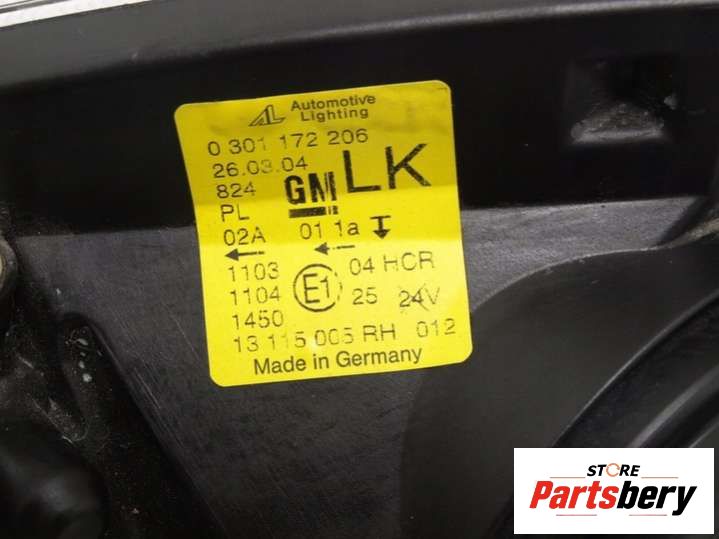 AL Automotive
Lighting
0 301 172 206
26.03.04
824 GM LK
PL
02A 01 1a
1103 04 HCR
1104 E1 25 24V
1450
13 115 005 RH 012
Made in Germany
STORE
Partsbery